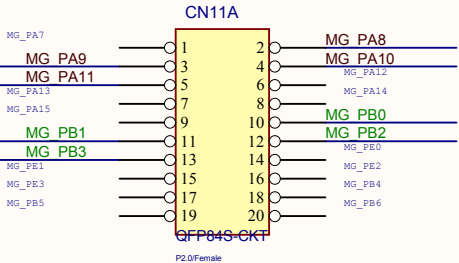 CN11A
MG_PA7
1 2 MG_PA8
MG_PA9 3 4 MG_PA10
MG_PA11 5 6 MG_PA12
MG_PA13 7 8 MG_PA14
MG_PA15 9 10 MG_PB0
MG_PB1 11 12 MG_PB2
MG_PB3 13 14 MG_PE0
MG_PE1 15 16 MG_PE2
MG_PE3 17 18 MG_PB4
MG_PB5 19 20 MG_PB6
QFP84S-CKT
P2.0/Female